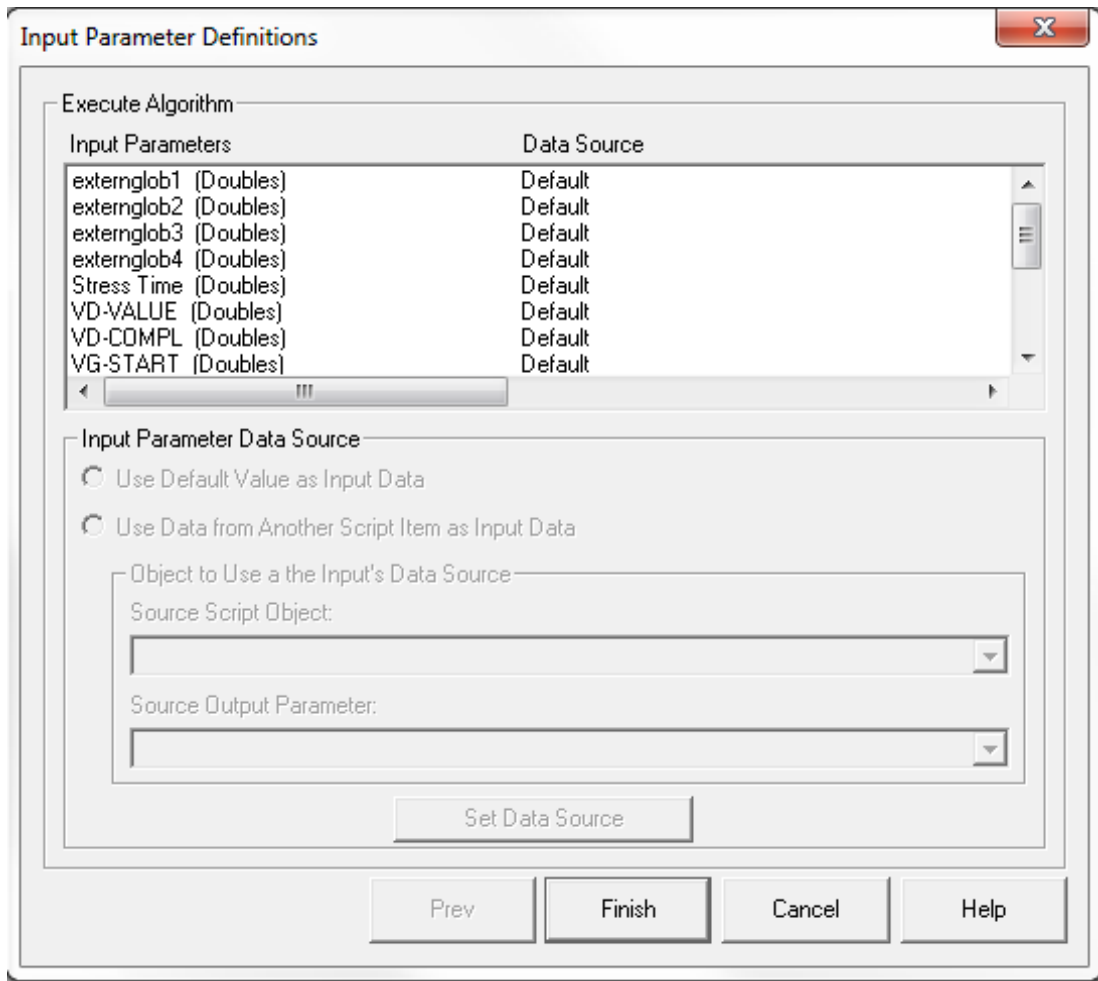 Input Parameter Definitions
Execute Algorithm
Input Parameters Data Source
externglob1 (Doubles) Default
externglob2 (Doubles) Default
externglob3 (Doubles) Default
externglob4 (Doubles) Default
Stress Time (Doubles) Default
VD-VALUE (Doubles) Default
VD-COMPL (Doubles) Default
VG-START (Doubles) Default
Input Parameter Data Source
Use Default Value as Input Data
Use Data from Another Script Item as Input Data
Object to Use a the Input's Data Source
Source Script Object:
Source Output Parameter:
Set Data Source
Prev Finish Cancel Help